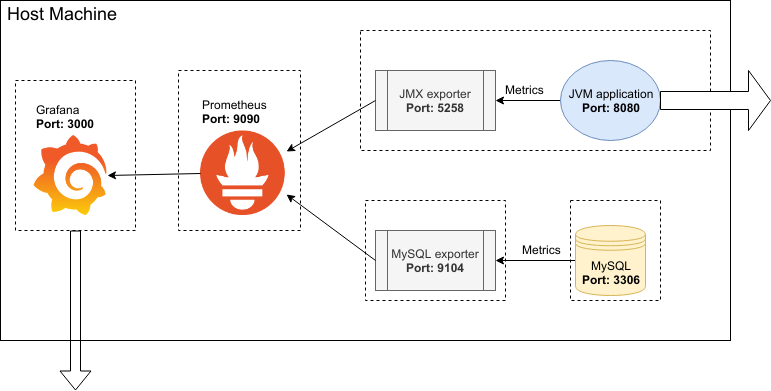 Host Machine
Grafana
Port: 3000
Prometheus
Port: 9090
JMX exporter
Port: 5258
Metrics
JVM application
Port: 8080
MySQL exporter
Port: 9104
Metrics
MySQL
Port: 3306